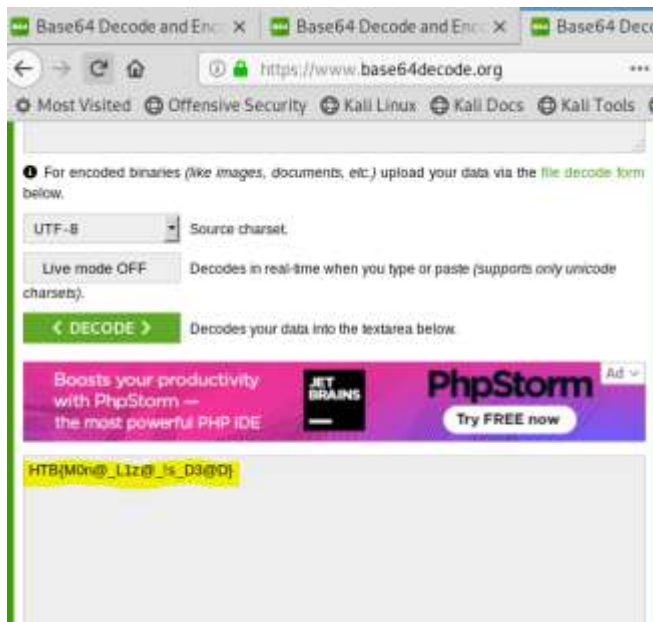 Base64 Decode and Enc × Base64 Decode and Enc × Base64 Deco
https://www.base64decode.org ...
Most Visited Offensive Security Kali Linux Kali Docs Kali Tools
For encoded binaries (like images, documents, etc.) upload your data via the file decode form
below.
UTF-8 Source charset.
Live mode OFF Decodes in real-time when you type or paste (supports only unicode
charsets).
< DECODE > Decodes your data into the textarea below.
Boosts your productivity
with PhpStorm —
the most powerful PHP IDE
JET
BRAINS
PhpStorm
Try FREE now
Ad
HTB{M0n@_L1z@_!s_D3@D}